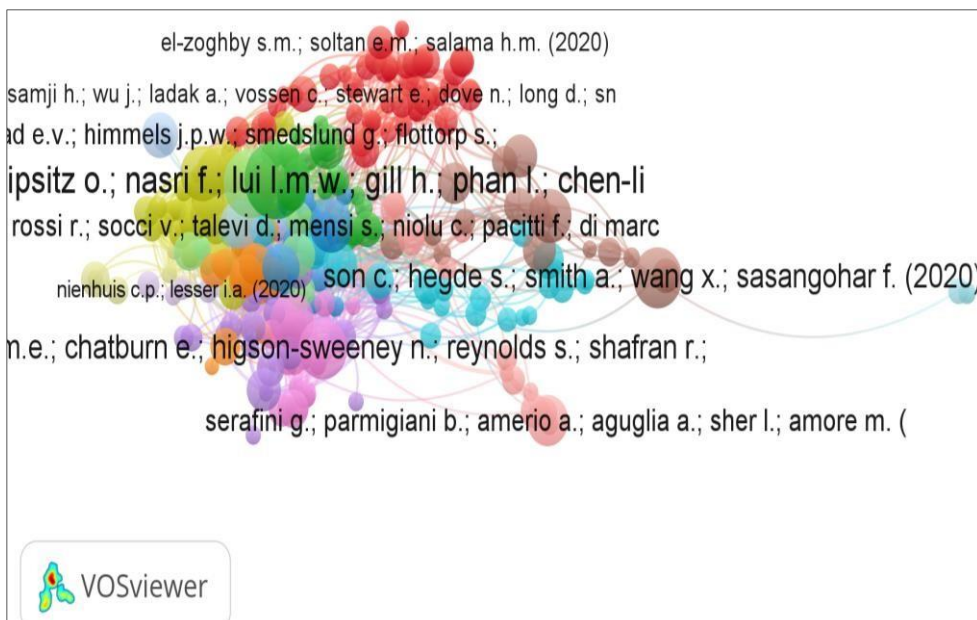 el-zoghby s.m.; soltan e.m.; salama h.m. (2020)
samji h.; wu j.; ladak a.; vossen c.; stewart e.; dove n.; long d.; sn
ad e.v.; himmels j.p.w.; smedslund g.; flottorp s.;
ipsitz o.; nasri f.; lui l.m.w.; gill h.; phan l.; chen-li
rossi r.; socci v.; talevi d.; mensi s.; niolu c.; pacitti f.; di marc
son c.; hegde s.; smith a.; wang x.; sasangohar f. (2020)
nienhuis c.p.; lesser i.a. (2020)
m.e.; chatburn e.; higson-sweeney n.; reynolds s.; shafran r.;
serafini g.; parmigiani b.; amerio a.; aguglia a.; sher l.; amore m. (
VOSviewer